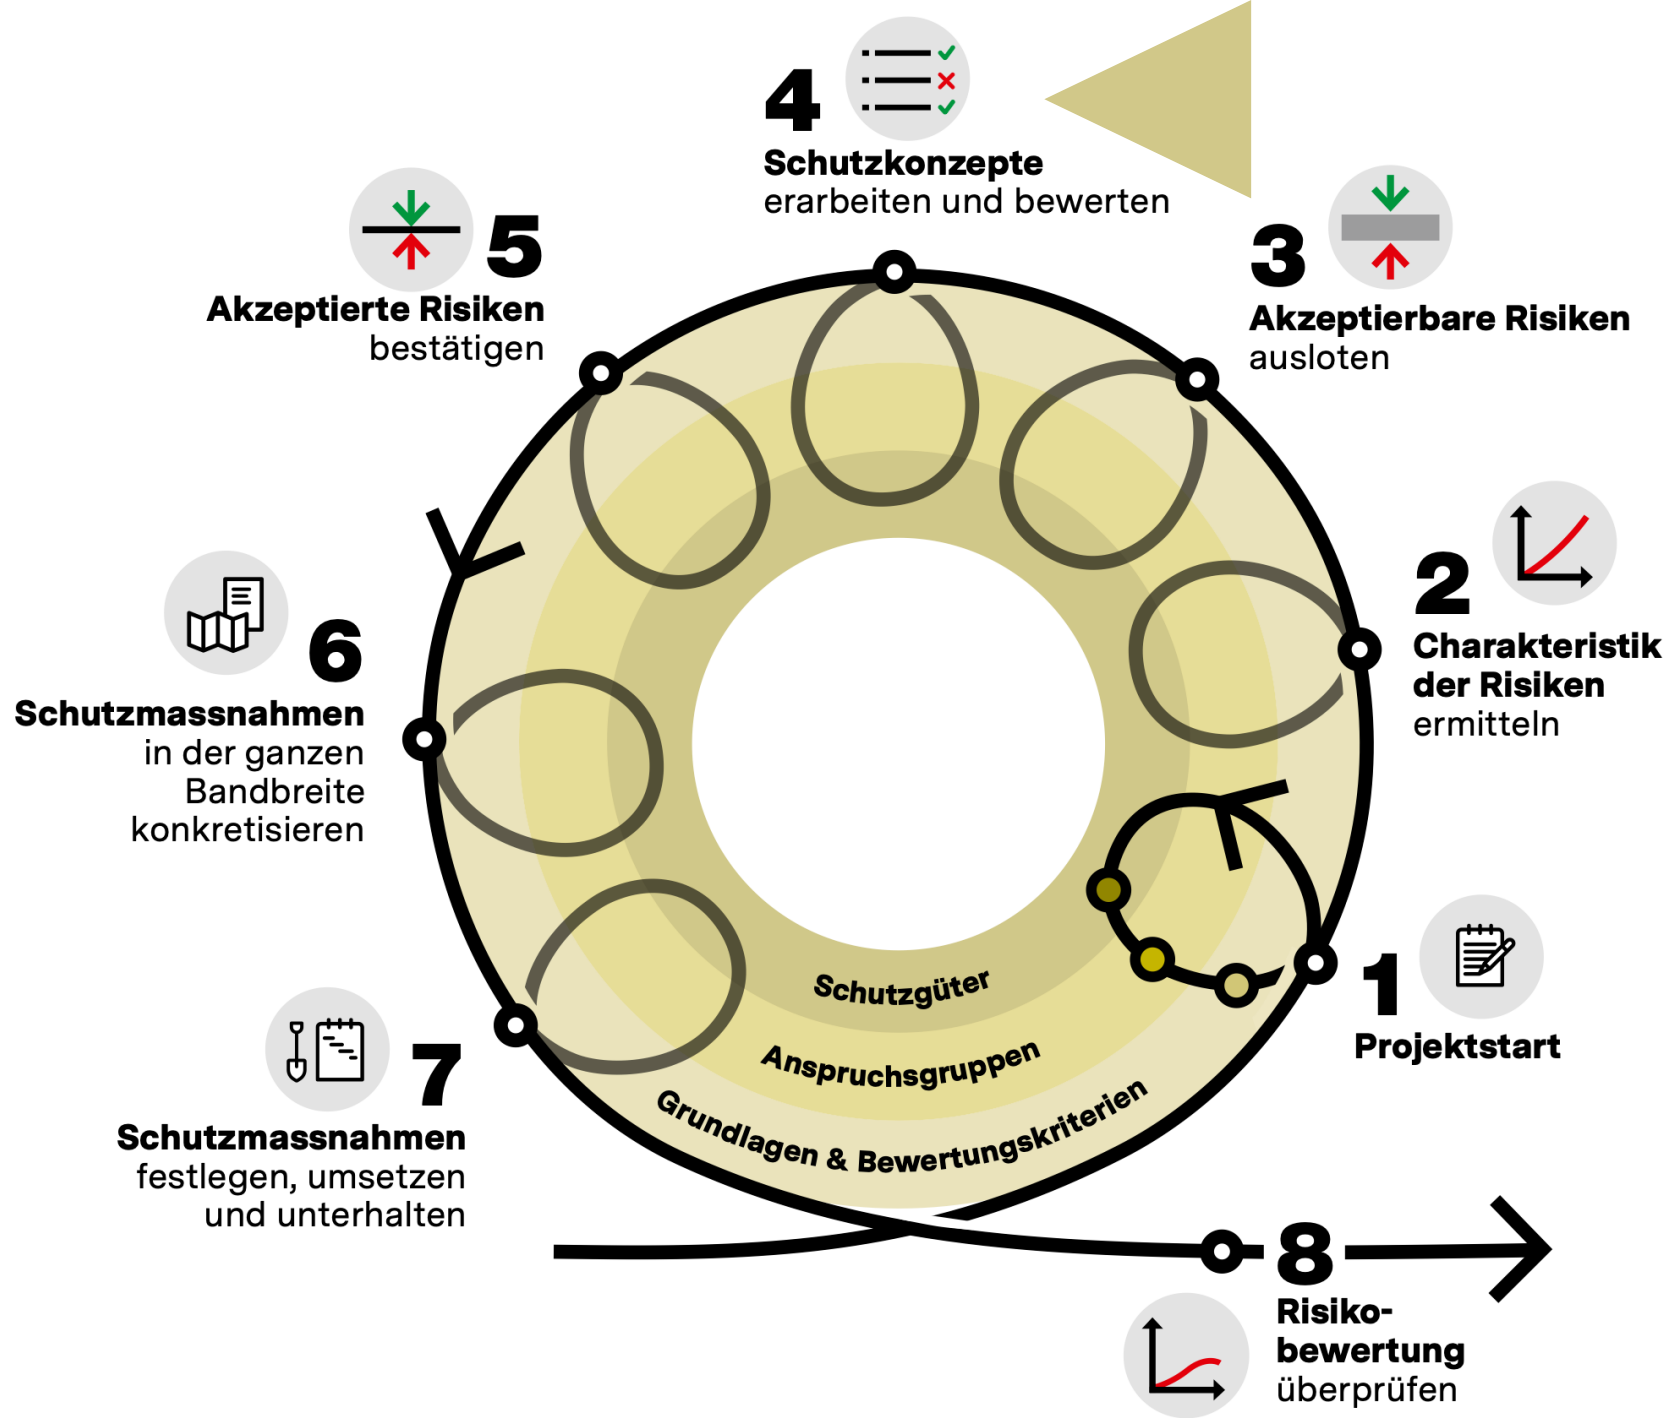 4
Schutzkonzepte
erarbeiten und bewerten
5
Akzeptierte Risiken
bestätigen
3
Akzeptierbare Risiken
ausloten
2
Charakteristik
der Risiken
ermitteln
6
Schutzmassnahmen
in der ganzen
Bandbreite
konkretisieren
1
Projektstart
Schutzgüter
Anspruchsgruppen
Grundlagen & Bewertungskriterien
7
Schutzmassnahmen
festlegen, umsetzen
und unterhalten
8
Risiko-
bewertung
überprüfen